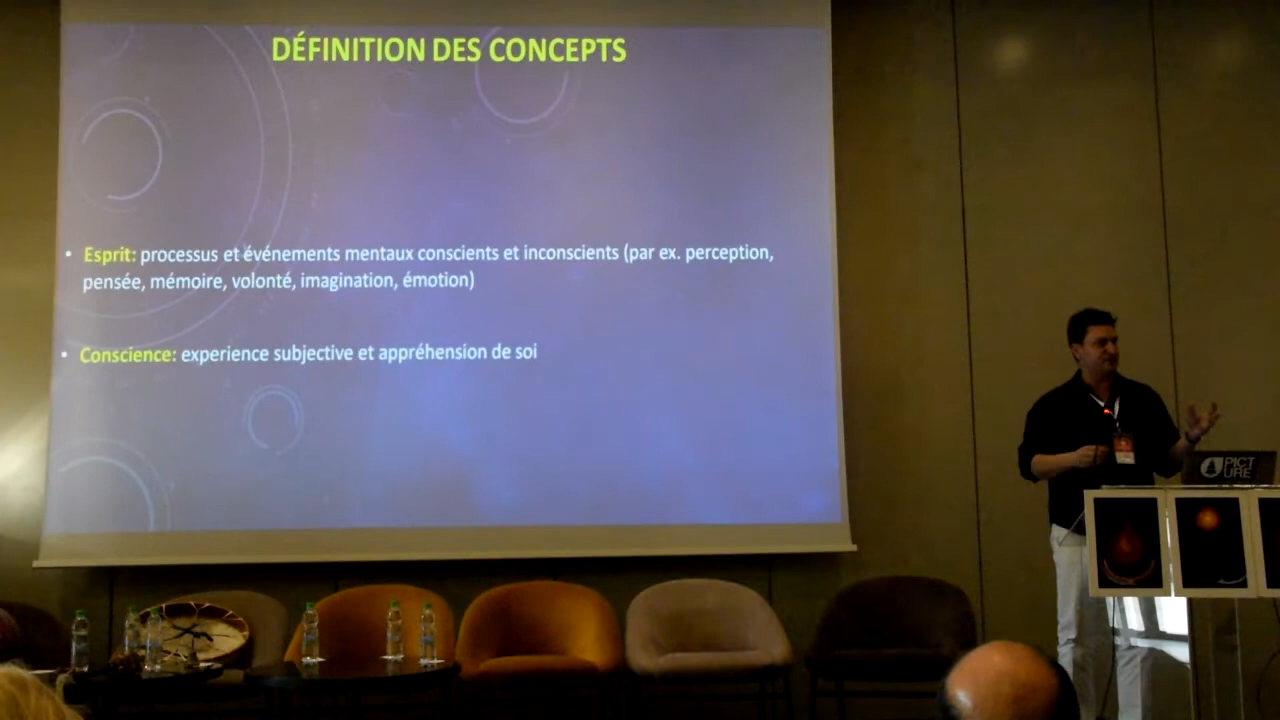 DÉFINITION DES CONCEPTS
• Esprit: processus et événements mentaux conscients et inconscients (par ex. perception,
pensée, mémoire, volonté, imagination, émotion)
• Conscience: experience subjective et appréhension de soi
PICT
URE